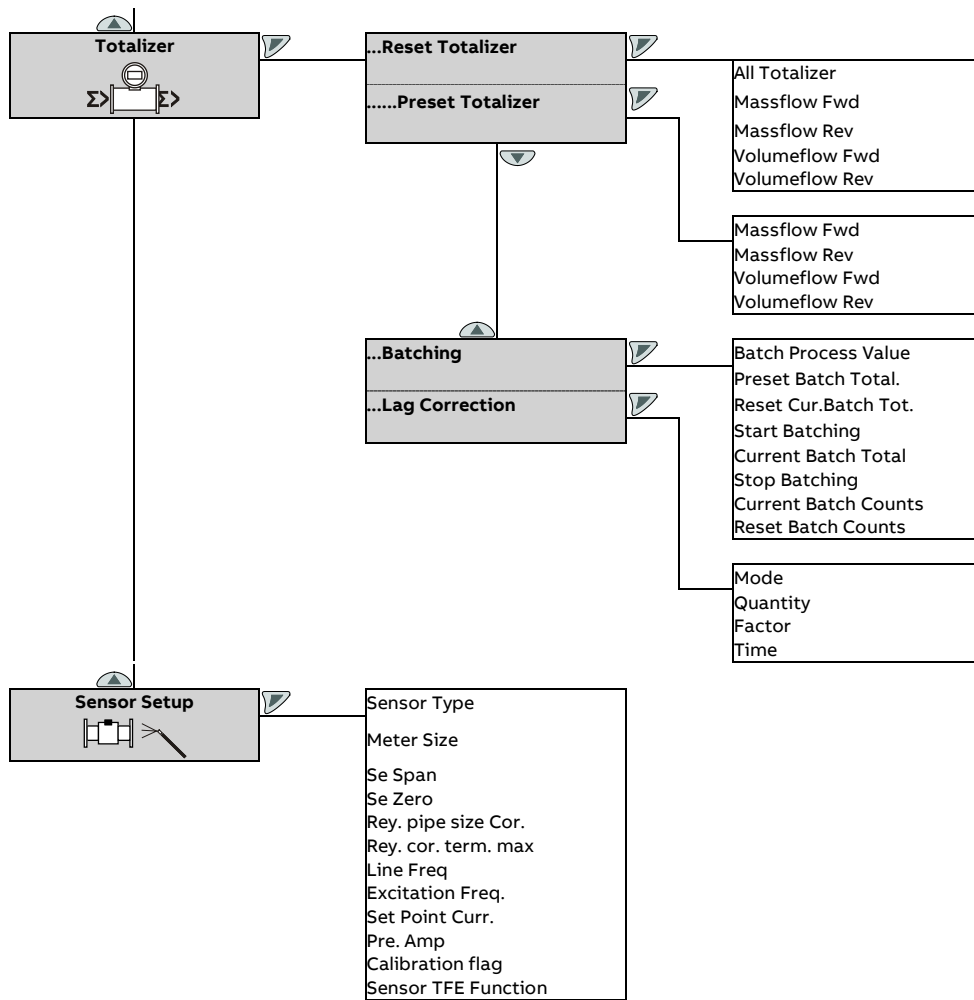 Totalizer
Σ> Σ>
...Reset Totalizer
......Preset Totalizer
All Totalizer
Massflow Fwd
Massflow Rev
Volumeflow Fwd
Volumeflow Rev
Massflow Fwd
Massflow Rev
Volumeflow Fwd
Volumeflow Rev
...Batching
...Lag Correction
Batch Process Value
Preset Batch Total.
Reset Cur.Batch Tot.
Start Batching
Current Batch Total
Stop Batching
Current Batch Counts
Reset Batch Counts
Mode
Quantity
Factor
Time
Sensor Setup
Sensor Type
Meter Size
Se Span
Se Zero
Rey. pipe size Cor.
Rey. cor. term. max
Line Freq
Excitation Freq.
Set Point Curr.
Pre. Amp
Calibration flag
Sensor TFE Function